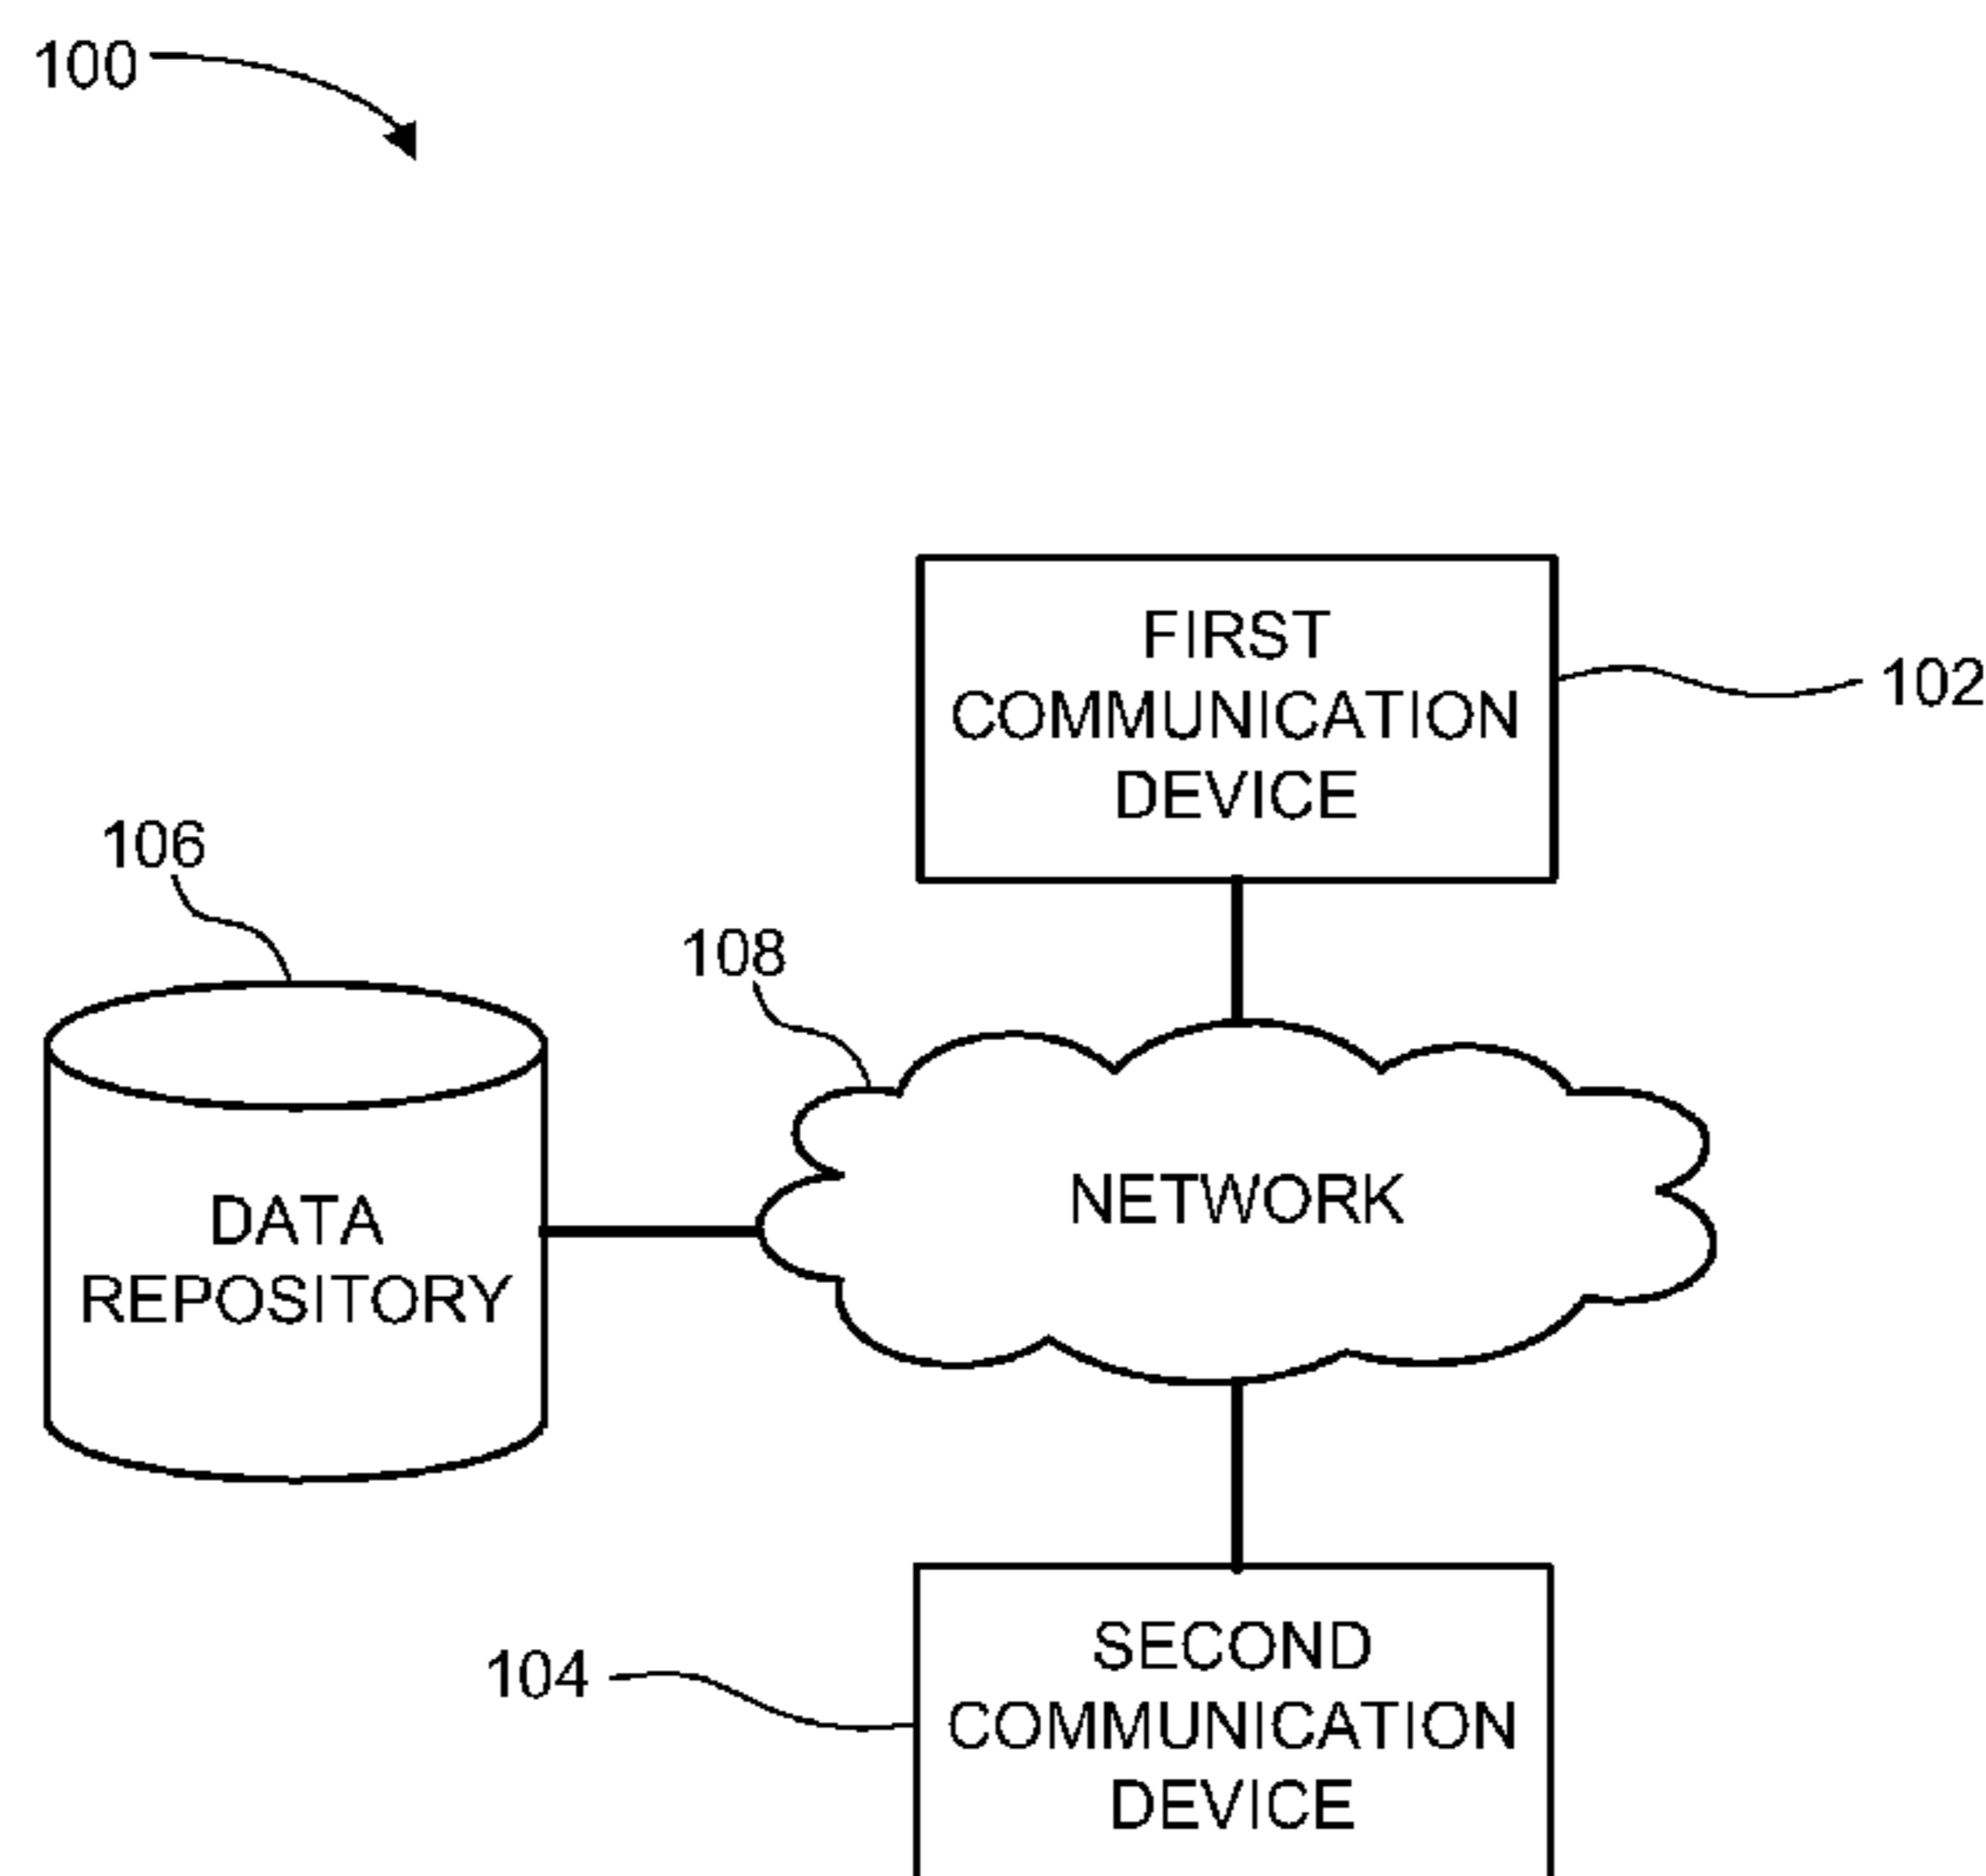 100
FIRST
COMMUNICATION
DEVICE
102
106
108
DATA
REPOSITORY
NETWORK
104
SECOND
COMMUNICATION
DEVICE